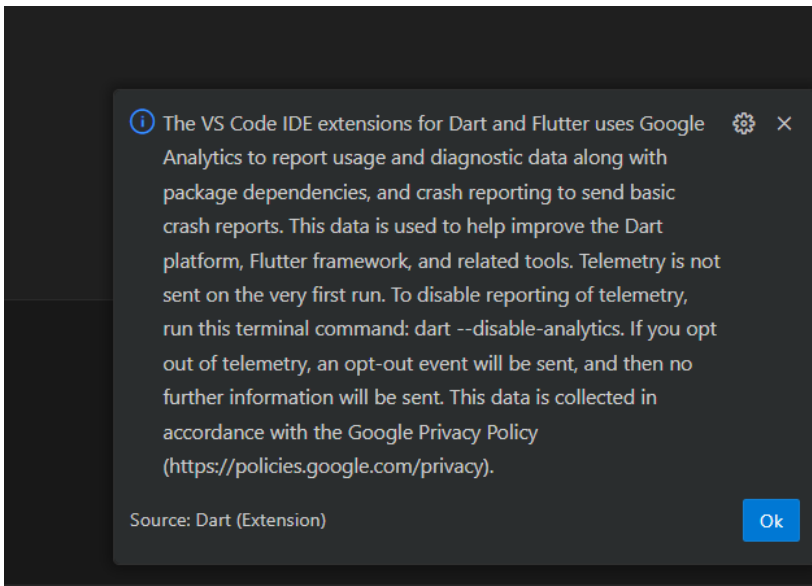 The VS Code IDE extensions for Dart and Flutter uses Google
Analytics to report usage and diagnostic data along with
package dependencies, and crash reporting to send basic
crash reports. This data is used to help improve the Dart
platform, Flutter framework, and related tools. Telemetry is not
sent on the very first run. To disable reporting of telemetry,
run this terminal command: dart --disable-analytics. If you opt
out of telemetry, an opt-out event will be sent, and then no
further information will be sent. This data is collected in
accordance with the Google Privacy Policy
(https://policies.google.com/privacy).
Source: Dart (Extension)
Ok